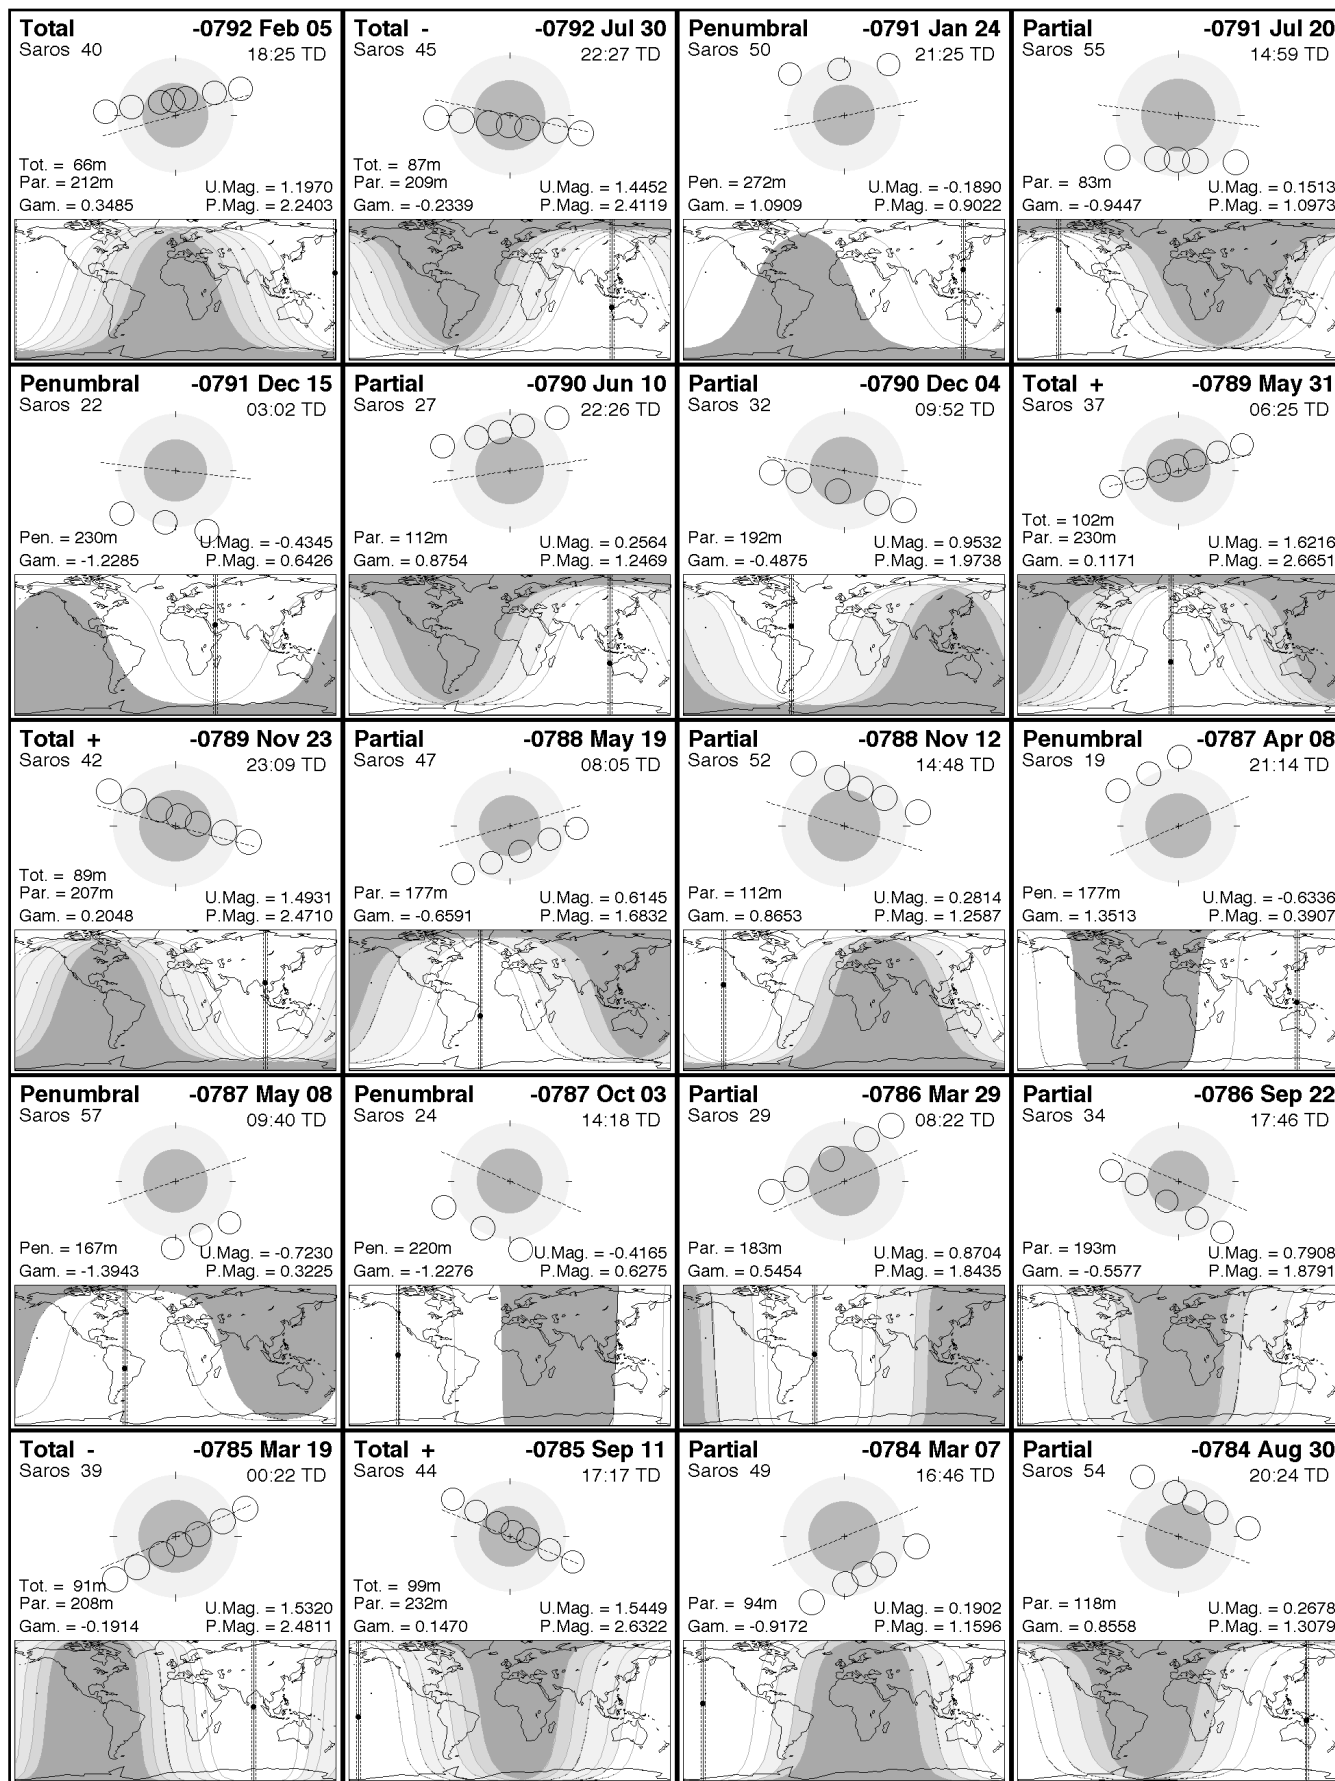 Total -0792 Feb 05
Saros 40 18:25 TD
Tot. = 66m
Par. = 212m U.Mag. = 1.1970
Gam. = 0.3485 P.Mag. = 2.2403
Total - -0792 Jul 30
Saros 45 22:27 TD
Tot. = 87m
Par. = 209m U.Mag. = 1.4452
Gam. = -0.2339 P.Mag. = 2.4119
Penumbral -0791 Jan 24
Saros 50 21:25 TD
Pen. = 272m U.Mag. = -0.1890
Gam. = 1.0909 P.Mag. = 0.9022
Partial -0791 Jul 20
Saros 55 14:59 TD
Par. = 83m U.Mag. = 0.1513
Gam. = -0.9447 P.Mag. = 1.0973
Penumbral -0791 Dec 15
Saros 22 03:02 TD
Pen. = 230m U.Mag. = -0.4345
Gam. = -1.2285 P.Mag. = 0.6426
Partial -0790 Jun 10
Saros 27 22:26 TD
Par. = 112m U.Mag. = 0.2564
Gam. = 0.8754 P.Mag. = 1.2469
Partial -0790 Dec 04
Saros 32 09:52 TD
Par. = 192m U.Mag. = 0.9532
Gam. = -0.4875 P.Mag. = 1.9738
Total + -0789 May 31
Saros 37 06:25 TD
Tot. = 102m
Par. = 230m U.Mag. = 1.6216
Gam. = 0.1171 P.Mag. = 2.6651
Total + -0789 Nov 23
Saros 42 23:09 TD
Tot. = 89m
Par. = 207m U.Mag. = 1.4931
Gam. = 0.2048 P.Mag. = 2.4710
Partial -0788 May 19
Saros 47 08:05 TD
Par. = 177m U.Mag. = 0.6145
Gam. = -0.6591 P.Mag. = 1.6832
Partial -0788 Nov 12
Saros 52 14:48 TD
Par. = 112m U.Mag. = 0.2814
Gam. = 0.8653 P.Mag. = 1.2587
Penumbral -0787 Apr 08
Saros 19 21:14 TD
Pen. = 177m U.Mag. = -0.6336
Gam. = 1.3513 P.Mag. = 0.3907
Penumbral -0787 May 08
Saros 57 09:40 TD
Pen. = 167m U.Mag. = -0.7230
Gam. = -1.3943 P.Mag. = 0.3225
Penumbral -0787 Oct 03
Saros 24 14:18 TD
Pen. = 220m U.Mag. = -0.4165
Gam. = -1.2276 P.Mag. = 0.6275
Partial -0786 Mar 29
Saros 29 08:22 TD
Par. = 183m U.Mag. = 0.8704
Gam. = 0.5454 P.Mag. = 1.8435
Partial -0786 Sep 22
Saros 34 17:46 TD
Par. = 193m U.Mag. = 0.7908
Gam. = -0.5577 P.Mag. = 1.8791
Total - -0785 Mar 19
Saros 39 00:22 TD
Tot. = 91m
Par. = 208m U.Mag. = 1.5320
Gam. = -0.1914 P.Mag. = 2.4811
Total + -0785 Sep 11
Saros 44 17:17 TD
Tot. = 99m
Par. = 232m U.Mag. = 1.5449
Gam. = 0.1470 P.Mag. = 2.6322
Partial -0784 Mar 07
Saros 49 16:46 TD
Par. = 94m U.Mag. = 0.1902
Gam. = -0.9172 P.Mag. = 1.1596
Partial -0784 Aug 30
Saros 54 20:24 TD
Par. = 118m U.Mag. = 0.2678
Gam. = 0.8558 P.Mag. = 1.3079